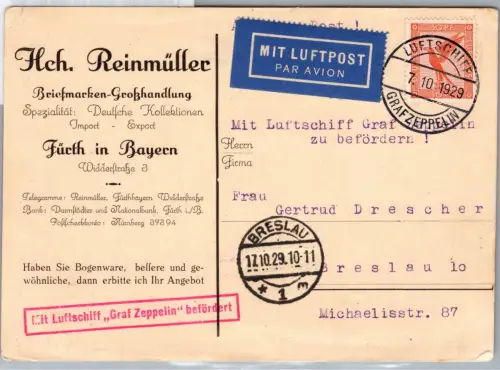 Hch. Reinmüller
Briefmarken-Großhandlung
Spezialität: Deutsche Kollektionen
Import - Export
Fürth in Bayern
Widderstraße 3
Telegramme: Reinmüller, Fürthbayern Widderstraße
Bank: Darmstädter und Nationalbank, Fürth i/B.
Postscheckkonto: Nürnberg 39294
Haben Sie Bogenware, bessere und ge-
wöhnliche, dann erbitte ich Ihr Angebot
Mit Luftschiff „Graf Zeppelin“ befördert
Post !
MIT LUFTPOST
PAR AVION
LUFTSCHIFF
7.10.1929
GRAF ZEPPELIN
Mit Luftschiff Graf Zeppelin
zu befördern !
Herrn
Firma
Frau
Gertrud Drescher
BRESLAU
17.10.29.10-11
* 1 E
Breslau 10
Michaelisstr. 87